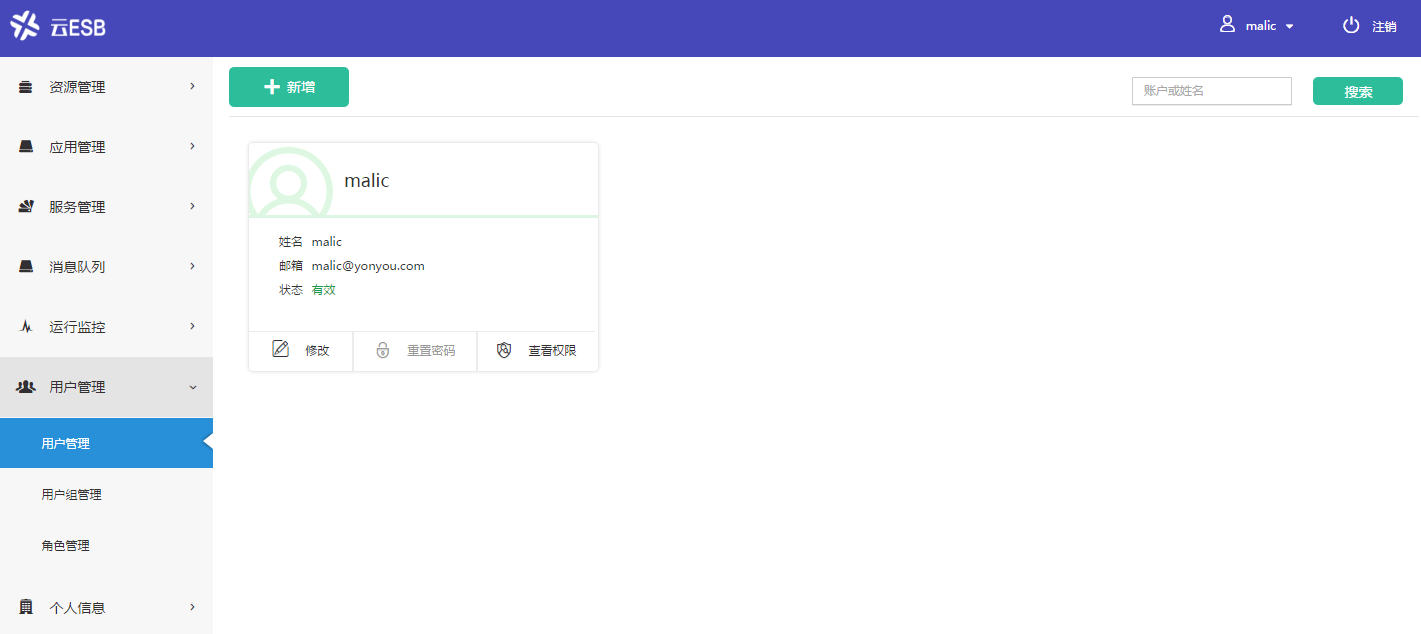 云ESB
malic
注销
资源管理
应用管理
服务管理
消息队列
运行监控
用户管理
用户管理
用户组管理
角色管理
个人信息
新增
账户或姓名
搜索
malic
姓名 malic
邮箱 malic@yonyou.com
状态 有效
修改 重置密码 查看权限